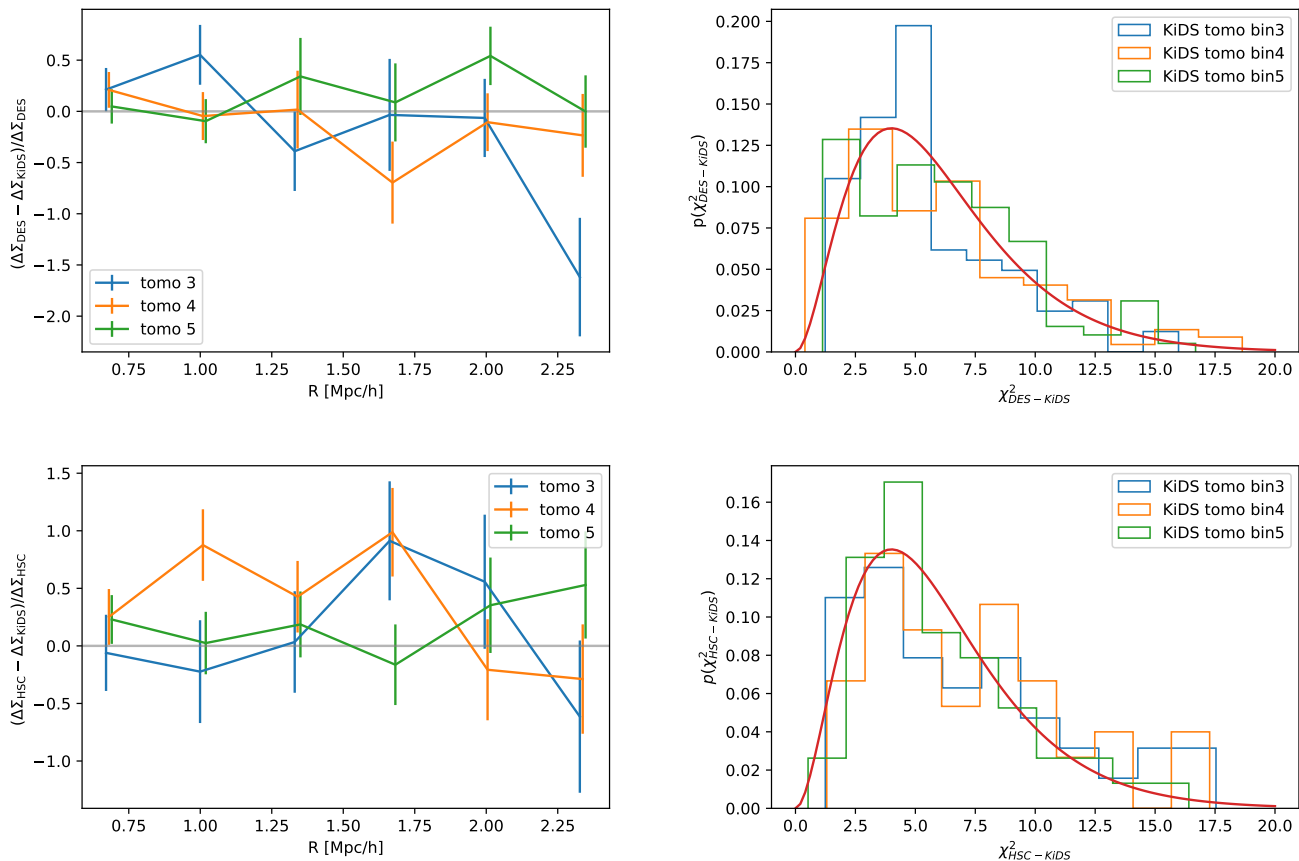 (ΔΣ_DES − ΔΣ_KiDS)/ΔΣ_DES
0.5
0.0
−0.5
−1.0
−1.5
−2.0
tomo 3
tomo 4
tomo 5
0.75 1.00 1.25 1.50 1.75 2.00 2.25
R [Mpc/h]
p(χ²_DES−KiDS)
0.200
0.175
0.150
0.125
0.100
0.075
0.050
0.025
0.000
KiDS tomo bin3
KiDS tomo bin4
KiDS tomo bin5
0.0 2.5 5.0 7.5 10.0 12.5 15.0 17.5 20.0
χ²_DES−KiDS
(ΔΣ_HSC − ΔΣ_KiDS)/ΔΣ_HSC
1.5
1.0
0.5
0.0
−0.5
−1.0
tomo 3
tomo 4
tomo 5
0.75 1.00 1.25 1.50 1.75 2.00 2.25
R [Mpc/h]
p(χ²_HSC−KiDS)
0.16
0.14
0.12
0.10
0.08
0.06
0.04
0.02
0.00
KiDS tomo bin3
KiDS tomo bin4
KiDS tomo bin5
0.0 2.5 5.0 7.5 10.0 12.5 15.0 17.5 20.0
χ²_HSC−KiDS